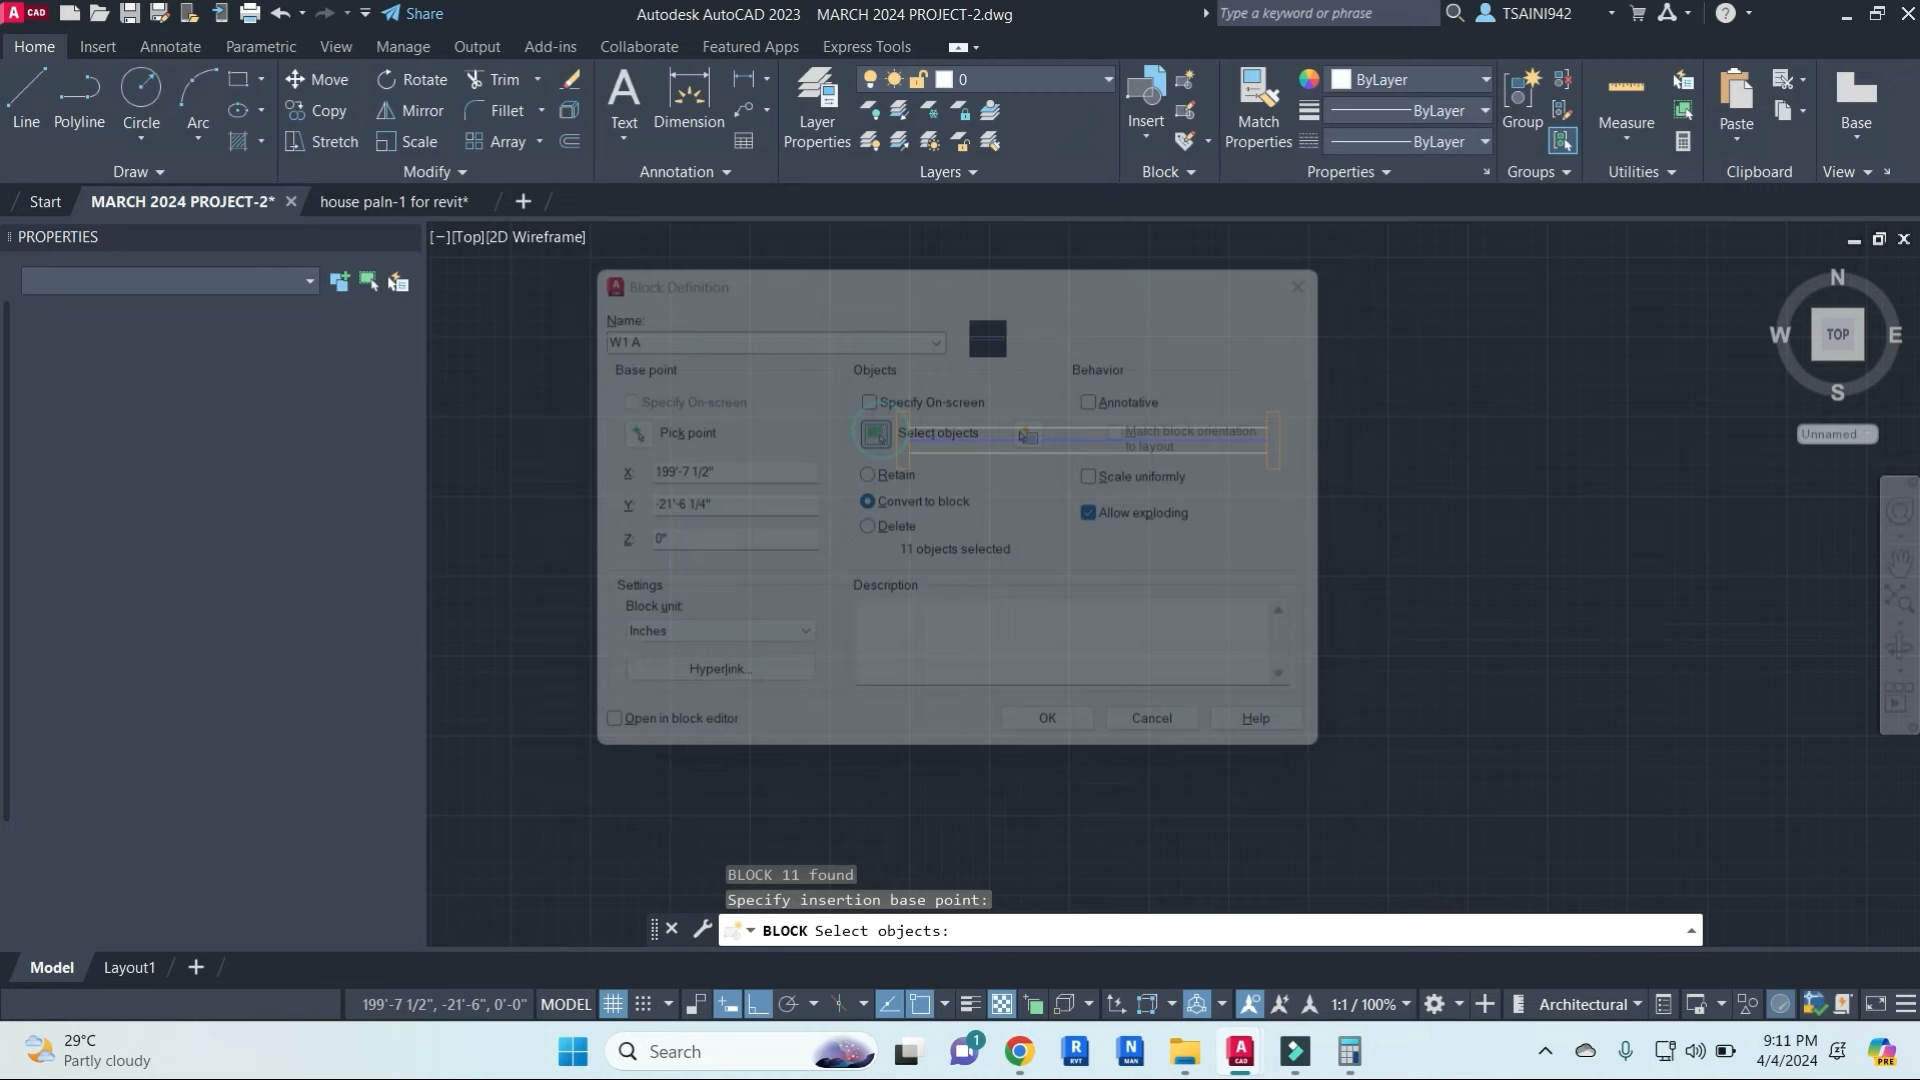 A CAD
Share
Autodesk AutoCAD 2023 MARCH 2024 PROJECT-2.dwg
Type a keyword or phrase
TSAINI942
Home Insert Annotate Parametric View Manage Output Add-ins Collaborate Featured Apps Express Tools
Move Rotate Trim
0
ByLayer
Copy Mirror Fillet
ByLayer
Line Polyline Circle Arc
Text Dimension Layer Properties
Insert Match Properties
Group Measure Paste Base
Stretch Scale Array
ByLayer
Draw Modify Annotation Layers Block Properties Groups Utilities Clipboard View
Start MARCH 2024 PROJECT-2* house paln-1 for revit*
PROPERTIES
[−][Top][2D Wireframe]
N
W TOP E
S
Unnamed
Block Definition
Name:
W1 A
Base point Objects Behavior
Specify On-screen Specify On-screen Annotative
Pick point Select objects Match block orientation
to layout
X: 199'-7 1/2" Retain Scale uniformly
Y: -21'-6 1/4" Convert to block Allow exploding
Z: 0" Delete
11 objects selected
Settings Description
Block unit:
Inches
Hyperlink...
Open in block editor OK Cancel Help
BLOCK 11 found
Specify insertion base point:
BLOCK Select objects:
Model Layout1
199'-7 1/2", -21'-6", 0'-0" MODEL 1:1 / 100% Architectural
29°C
Partly cloudy
Search
1
RVT
N MAN
A CAD
9:11 PM
4/4/2024
PRE